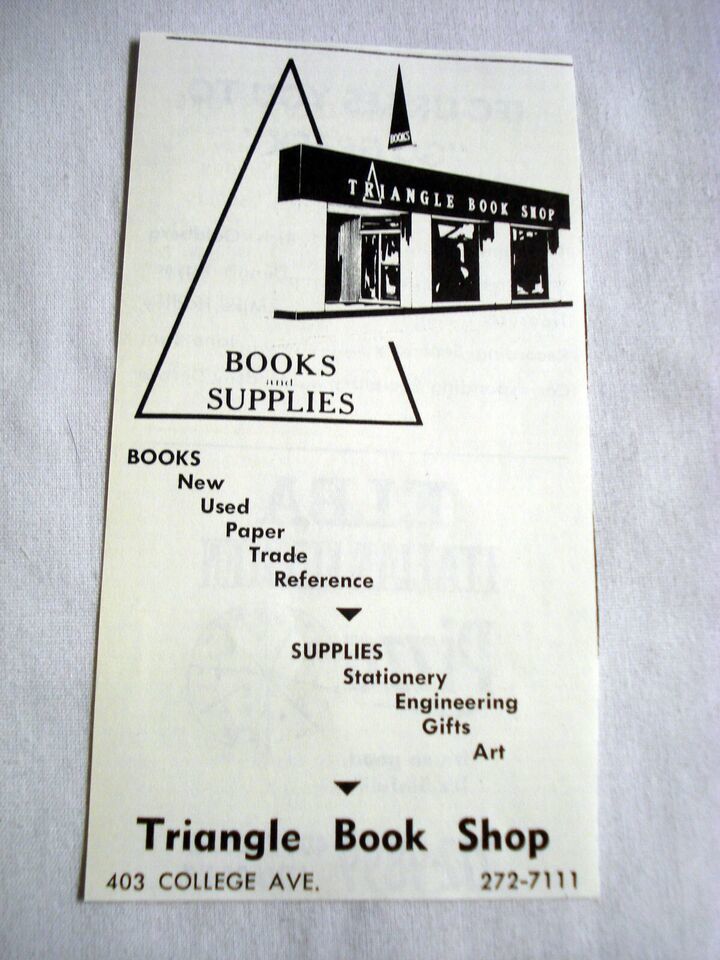 BOOKS
TRIANGLE BOOK SHOP
BOOKS
and
SUPPLIES
BOOKS
New
Used
Paper
Trade
Reference
SUPPLIES
Stationery
Engineering
Gifts
Art
Triangle Book Shop
403 COLLEGE AVE. 272-7111